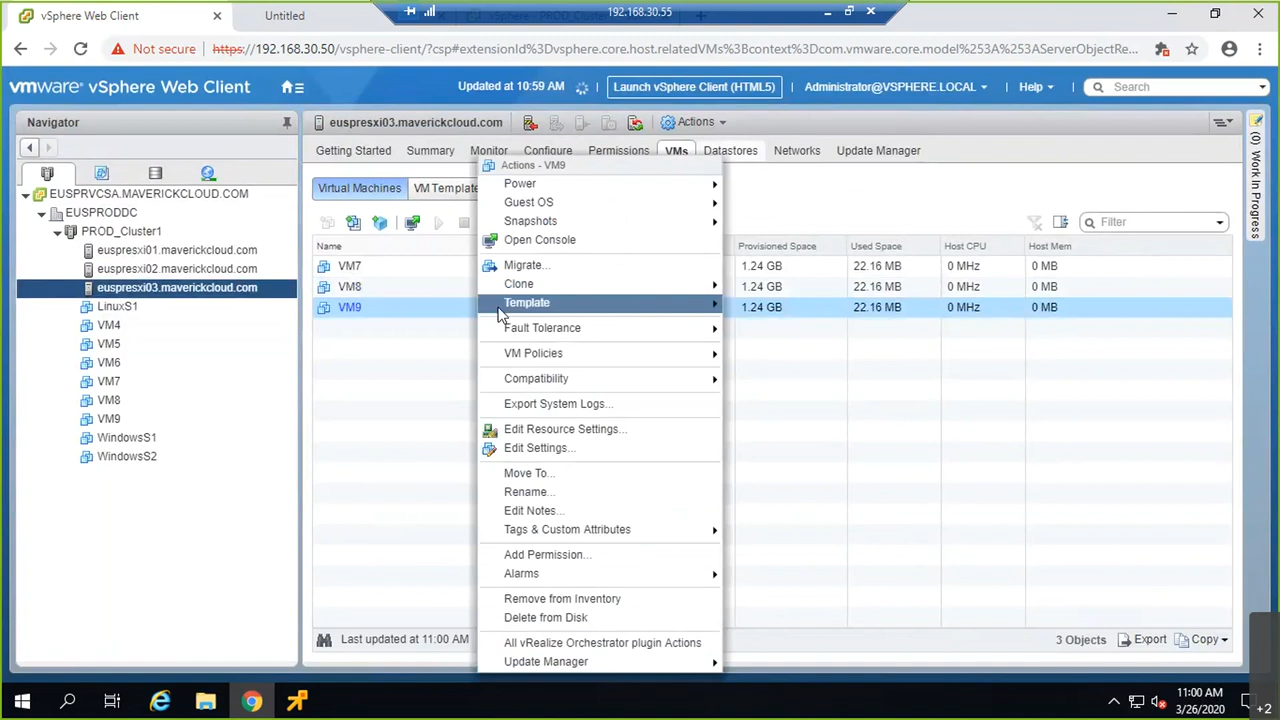 vSphere Web Client
Untitled
192.168.30.55
Not secure
https://192.168.30.50/vsphere-client/?csp#extensionId%3Dvsphere.core.host.relatedVMs%3Bcontext%3Dcom.vmware.core.model%253A%253AServerObjectRe...
vmware® vSphere Web Client
Updated at 10:59 AM
Launch vSphere Client (HTML5)
Administrator@VSPHERE.LOCAL
Help
Search
Navigator
EUSPRVCSA.MAVERICKCLOUD.COM
EUSPRODDC
PROD_Cluster1
euspresxi01.maverickcloud.com
euspresxi02.maverickcloud.com
euspresxi03.maverickcloud.com
LinuxS1
VM4
VM5
VM6
VM7
VM8
VM9
WindowsS1
WindowsS2
euspresxi03.maverickcloud.com
Actions
Getting Started Summary Monitor Configure Permissions VMs Datastores Networks Update Manager
Virtual Machines VM Template
Filter
Name Provisioned Space Used Space Host CPU Host Mem
VM7 1.24 GB 22.16 MB 0 MHz 0 MB
VM8 1.24 GB 22.16 MB 0 MHz 0 MB
VM9 1.24 GB 22.16 MB 0 MHz 0 MB
Actions - VM9
Power
Guest OS
Snapshots
Open Console
Migrate...
Clone
Template
Fault Tolerance
VM Policies
Compatibility
Export System Logs...
Edit Resource Settings...
Edit Settings...
Move To...
Rename...
Edit Notes...
Tags & Custom Attributes
Add Permission...
Alarms
Remove from Inventory
Delete from Disk
All vRealize Orchestrator plugin Actions
Update Manager
Last updated at 11:00 AM
3 Objects
Export
Copy
(0) Work In Progress
11:00 AM
3/26/2020
+2